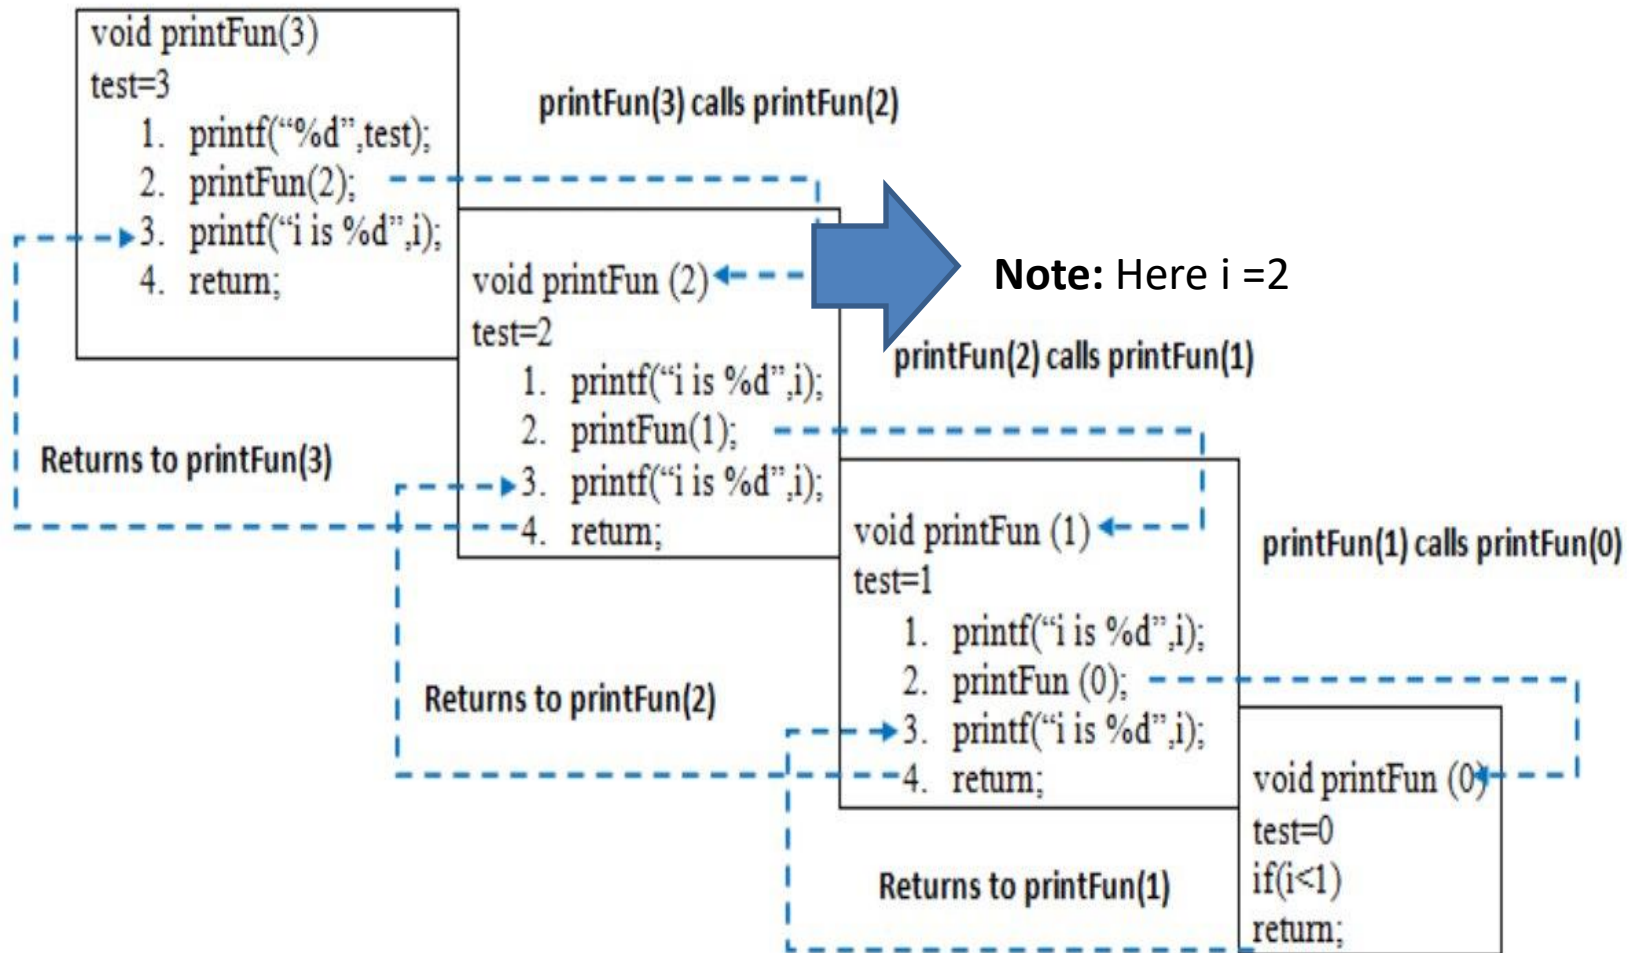 void printFun(3)
test=3
1. printf(“%d”,test);
2. printFun(2);
3. printf(“i is %d”,i);
4. return;
printFun(3) calls printFun(2)
Note: Here i =2
void printFun (2)
test=2
1. printf(“i is %d”,i);
2. printFun(1);
3. printf(“i is %d”,i);
4. return;
printFun(2) calls printFun(1)
Returns to printFun(3)
void printFun (1)
test=1
1. printf(“i is %d”,i);
2. printFun (0);
3. printf(“i is %d”,i);
4. return;
printFun(1) calls printFun(0)
Returns to printFun(2)
void printFun (0)
test=0
if(i<1)
return;
Returns to printFun(1)